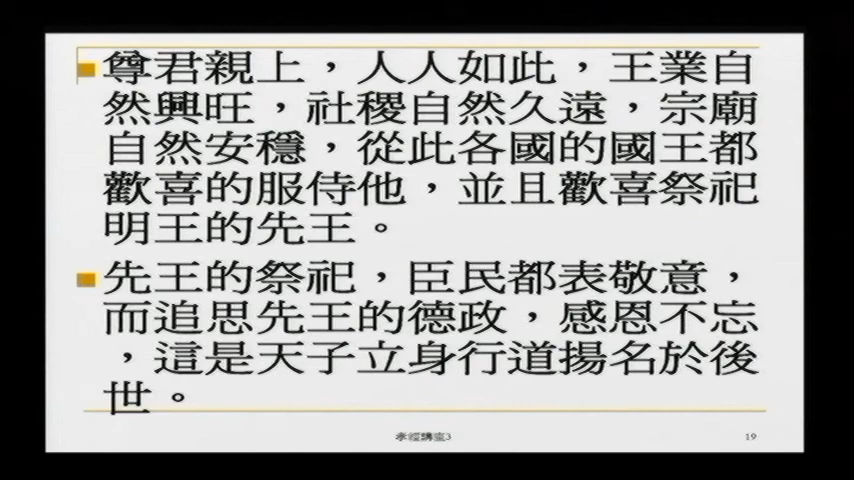 尊君親上，人人如此，王業自
然興旺，社稷自然久遠，宗廟
自然安穩，從此各國的國王都
歡喜的服侍他，並且歡喜祭祀
明王的先王。
先王的祭祀，臣民都表敬意，
而追思先王的德政，感恩不忘
，這是天子立身行道揚名於後
世。
孝經講座3
19